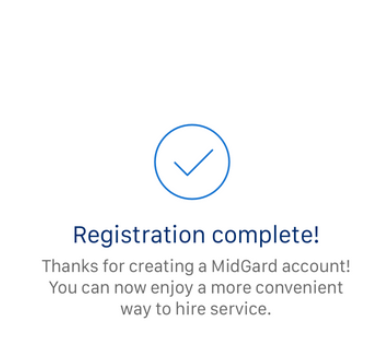 Registration complete!
Thanks for creating a MidGard account!
You can now enjoy a more convenient
way to hire service.